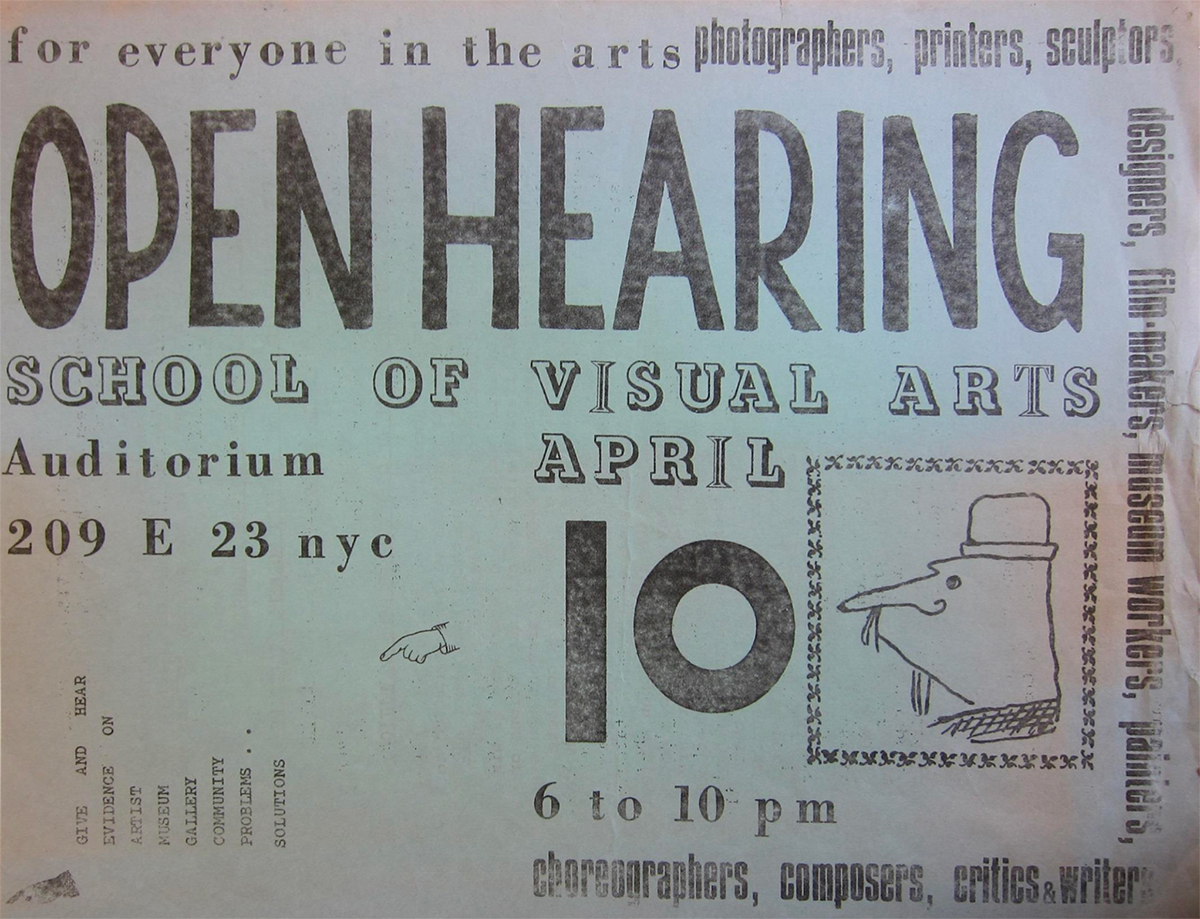 for everyone in the arts photographers, printers, sculptors,
designers, film-makers, museum workers, painters,
OPEN HEARING
SCHOOL OF VISUAL ARTS
Auditorium
APRIL
209 E 23 nyc
10
GIVE AND HEAR
EVIDENCE ON
ARTIST
MUSEUM
GALLERY
COMMUNITY
PROBLEMS..
SOLUTIONS
6 to 10 pm
choreographers, composers, critics & writers